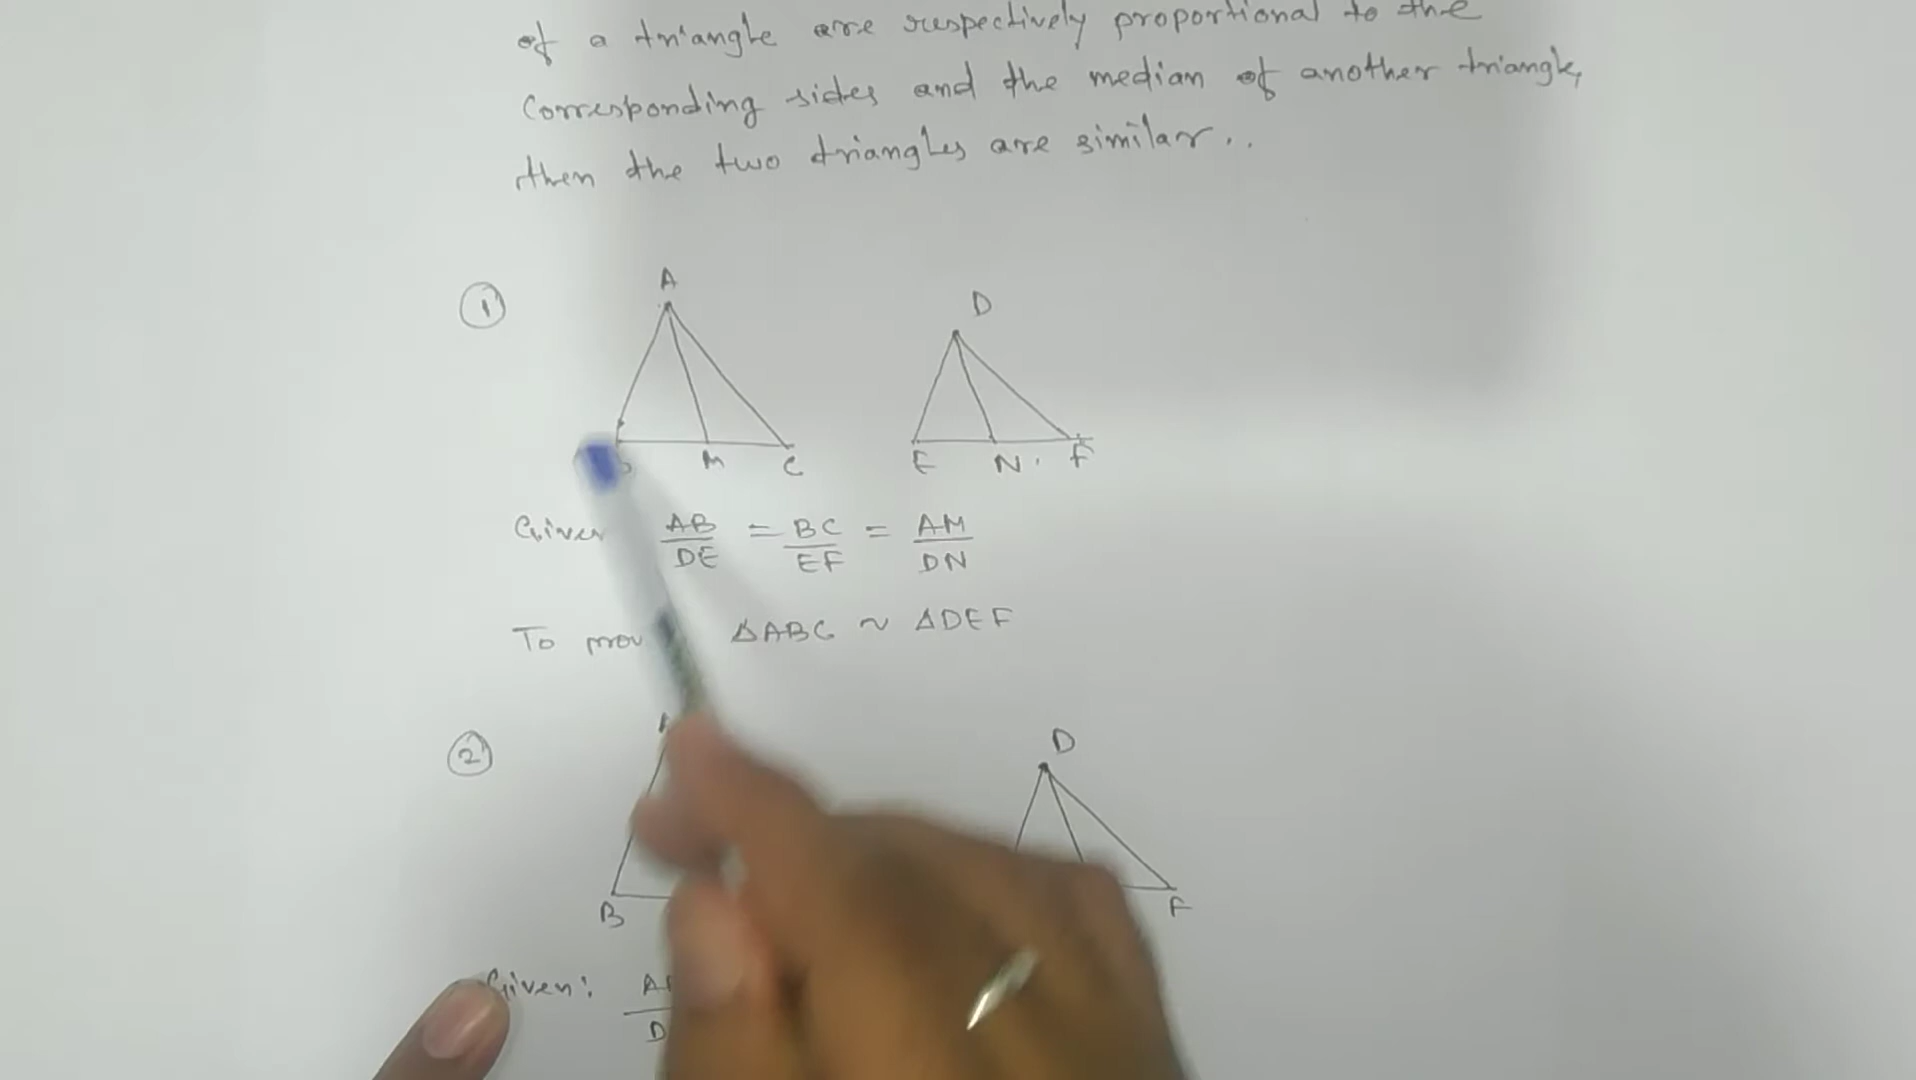 of a triangle are respectively proportional to the
corresponding sides and the median of another triangle,
then the two triangles are similar..
1
A
D
M C
E N. F
Given AB/DE = BC/EF = AM/DN
To prov ΔABC ~ ΔDEF
2
D
B
F
Given:
D